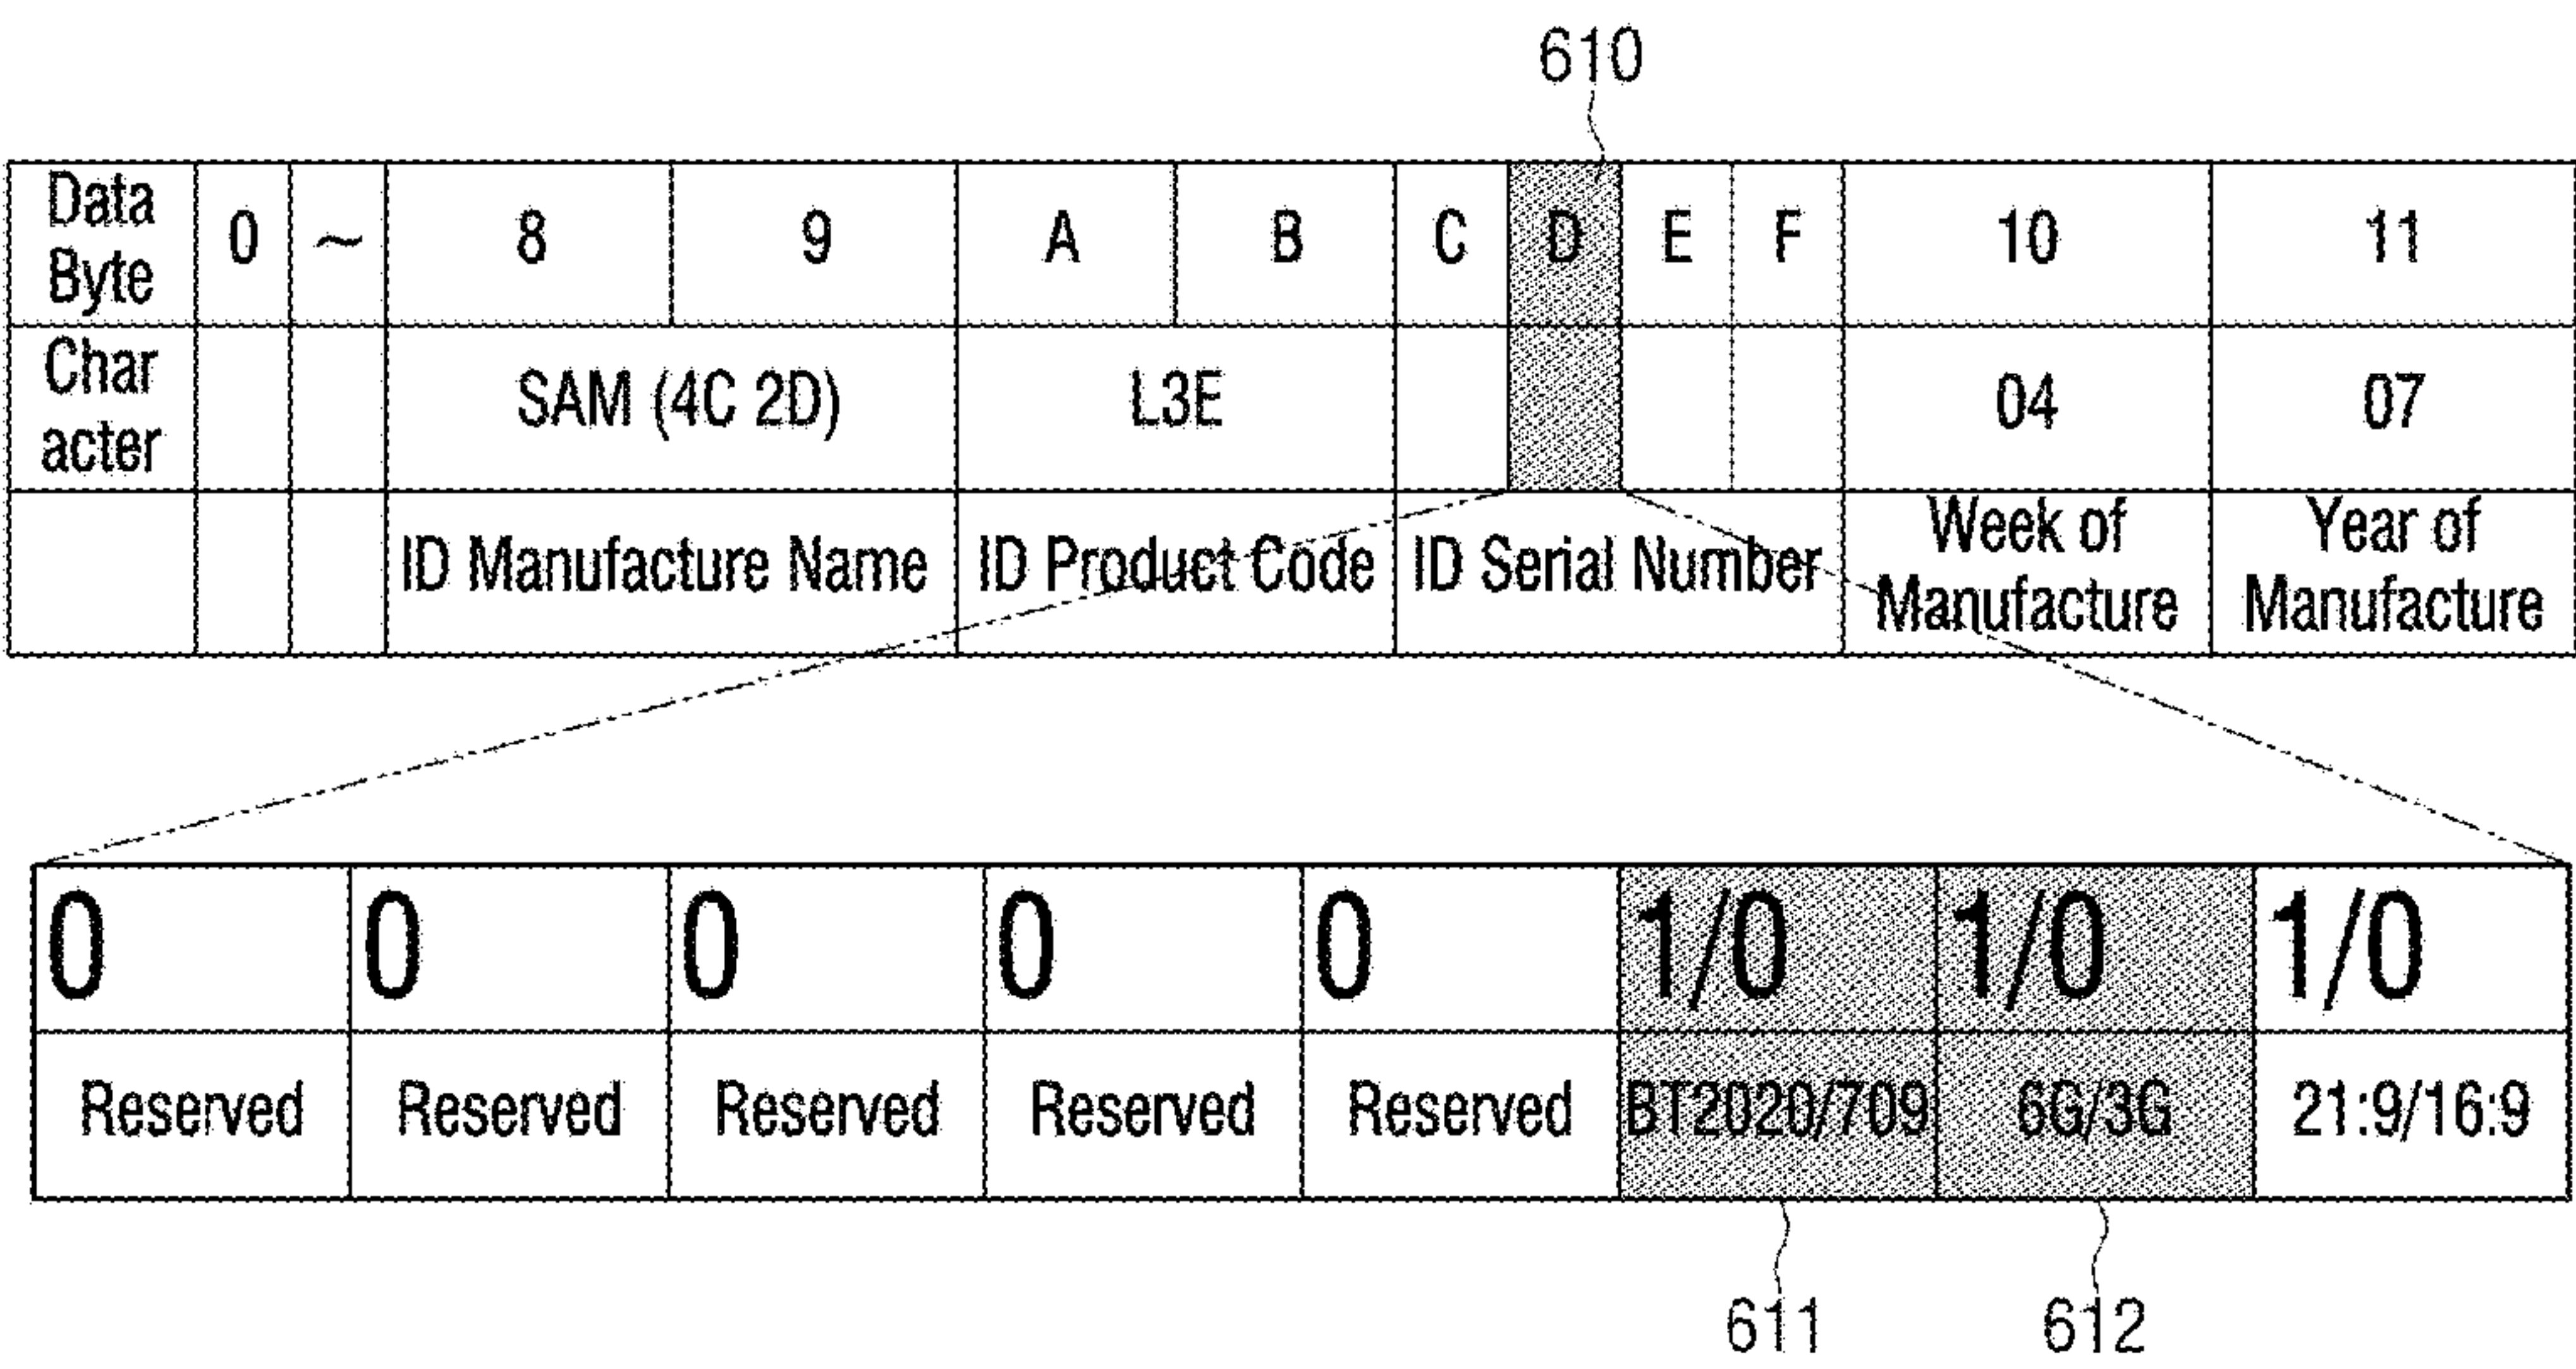 610
Data Byte 0 ~ 8 9 A B C D E F 10 11
Char acter SAM (4C 2D) L3E 04 07
ID Manufacture Name ID Product Code ID Serial Number Week of Manufacture Year of Manufacture
0 0 0 0 0 1/0 1/0 1/0
Reserved Reserved Reserved Reserved Reserved BT2020/709 6G/3G 21:9/16:9
611 612